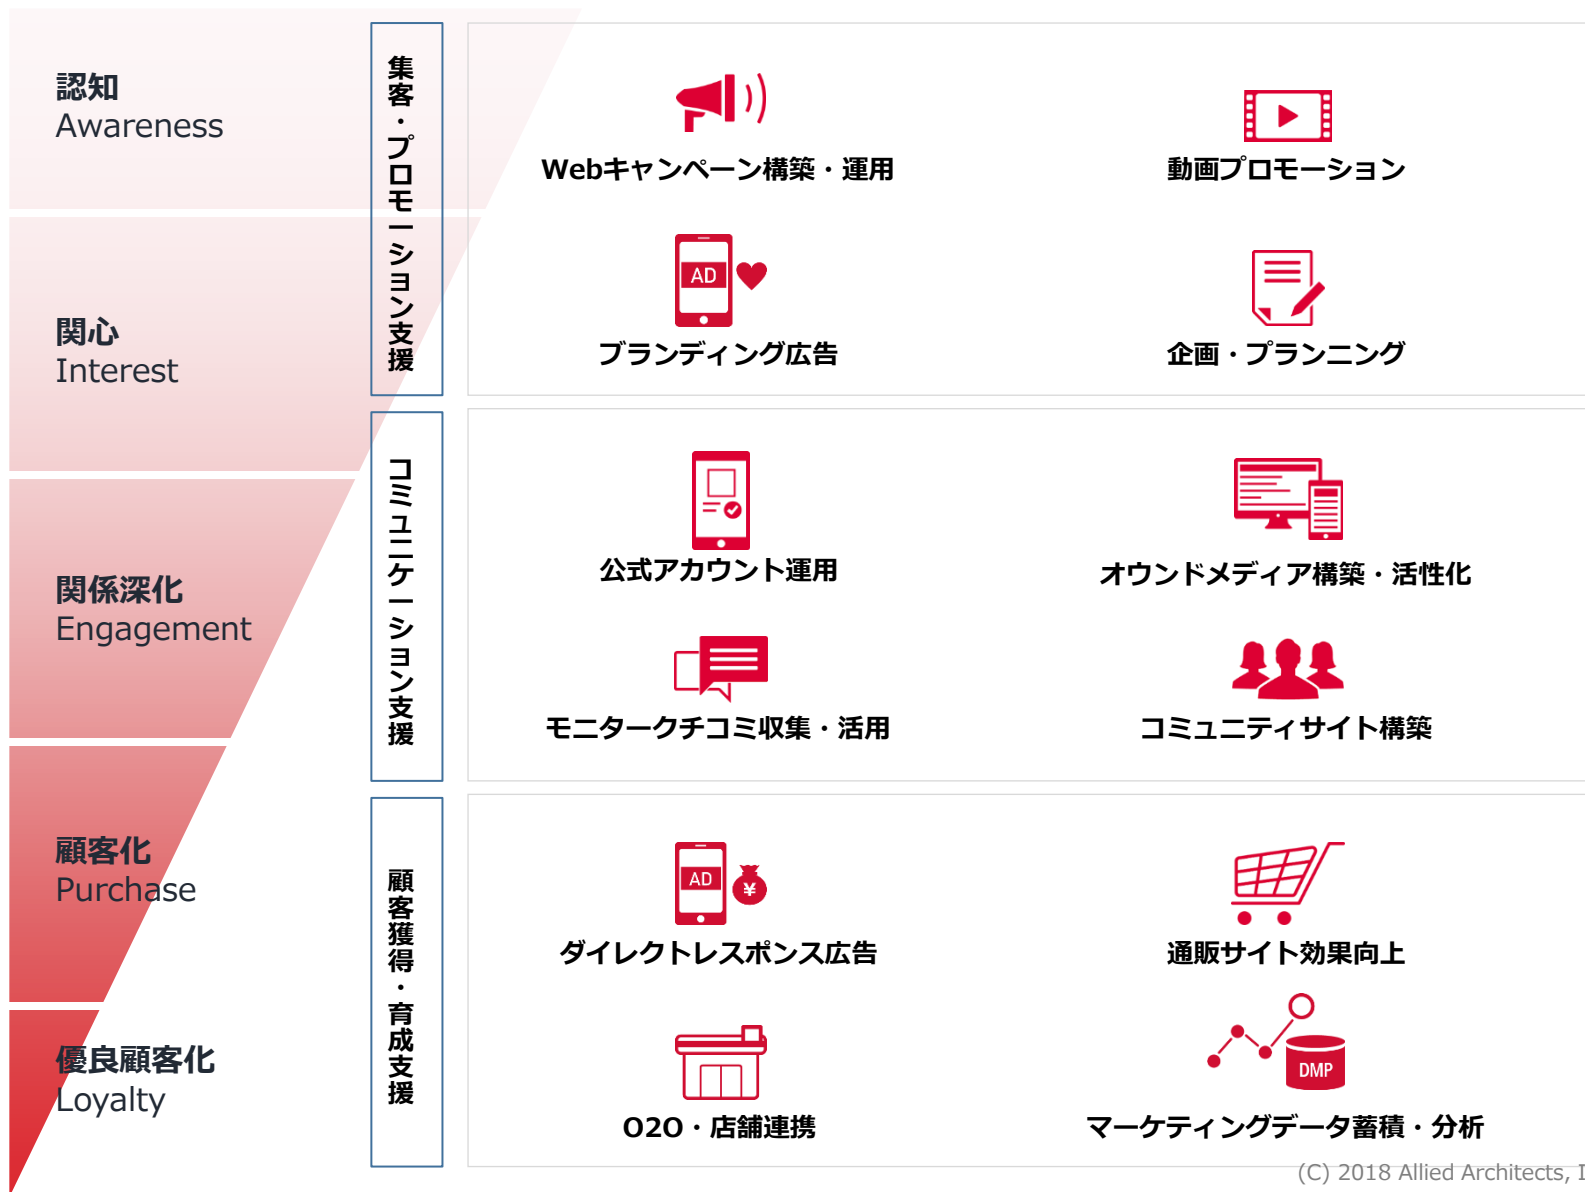 認知
Awareness
関心
Interest
関係深化
Engagement
顧客化
Purchase
優良顧客化
Loyalty
集客・プロモーション支援
Webキャンペーン構築・運用
動画プロモーション
AD
ブランディング広告
企画・プランニング
コミュニケーション支援
公式アカウント運用
オウンドメディア構築・活性化
モニタークチコミ収集・活用
コミュニティサイト構築
顧客獲得・育成支援
AD
¥
ダイレクトレスポンス広告
通販サイト効果向上
O2O・店舗連携
DMP
マーケティングデータ蓄積・分析
(C) 2018 Allied Architects, I